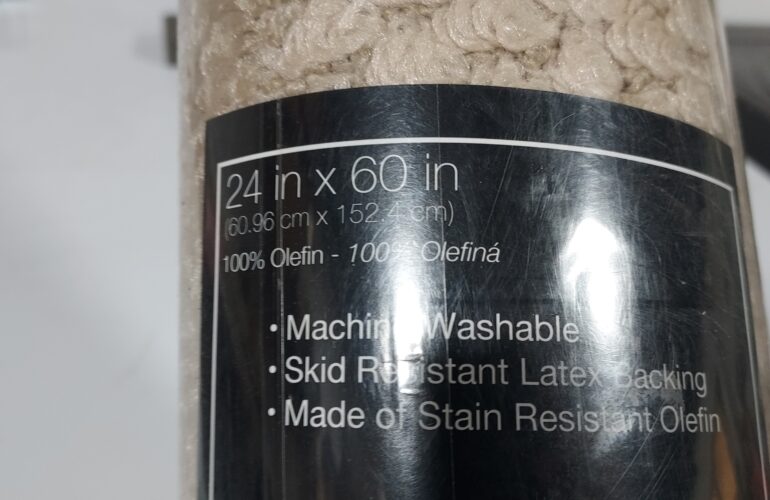 24 in x 60 in
(60.96 cm x 152.4 cm)
100% Olefin - 100% Olefiná
• Machine Washable
• Skid Resistant Latex Backing
• Made of Stain Resistant Olefin